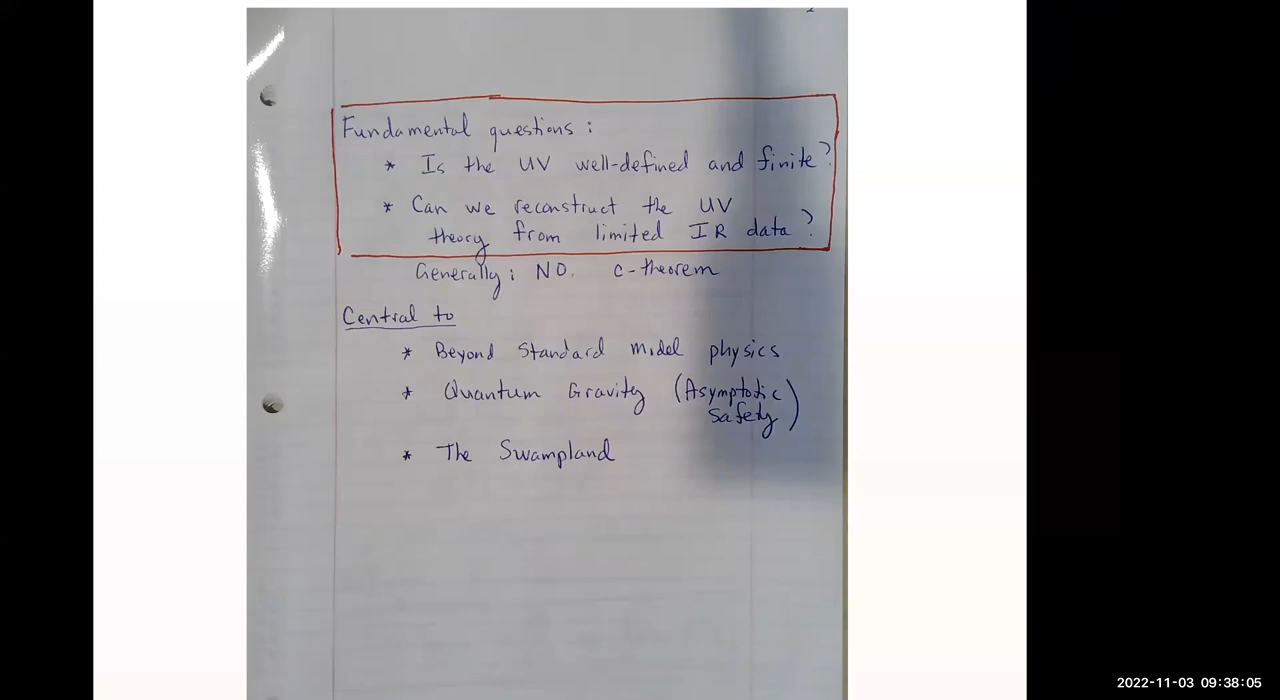 Fundamental questions:
* Is the UV well-defined and finite?
* Can we reconstruct the UV
theory from limited IR data?
Generally: NO. c-theorem
Central to
* Beyond Standard model physics
* Quantum Gravity (Asymptotic
Safety)
* The Swampland
2022-11-03 09:38:05